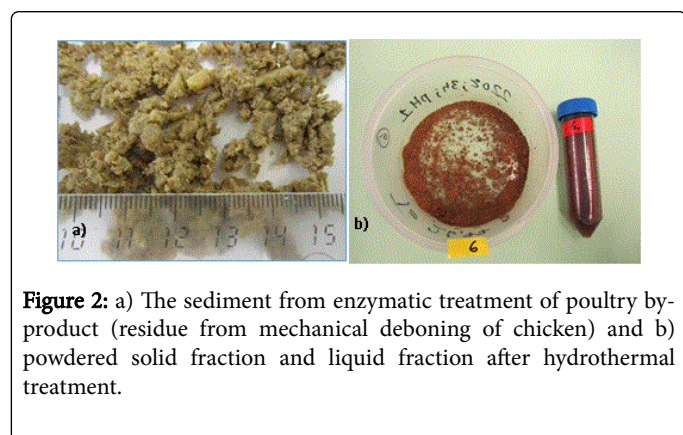 a)
10 11 12 13 14 15
b)
6
Figure 2: a) The sediment from enzymatic treatment of poultry by-
product (residue from mechanical deboning of chicken) and b)
powdered solid fraction and liquid fraction after hydrothermal
treatment.